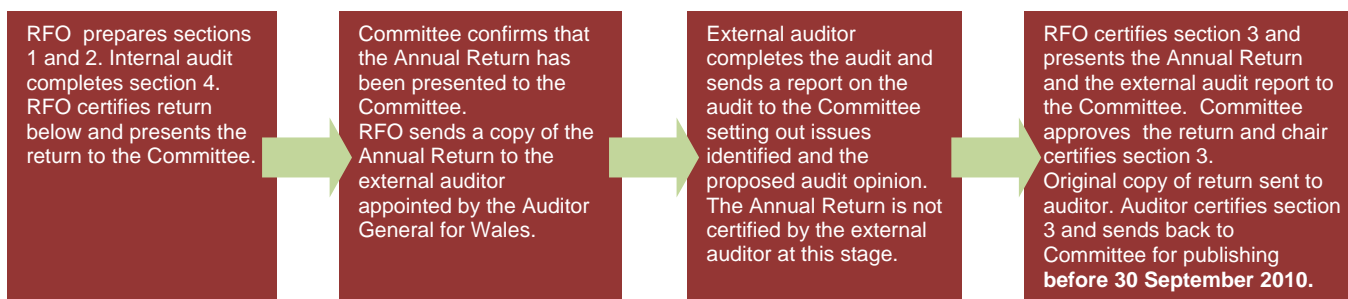 RFO prepares sections
1 and 2. Internal audit
completes section 4.
RFO certifies return
below and presents the
return to the Committee.
Committee confirms that
the Annual Return has
been presented to the
Committee.
RFO sends a copy of the
Annual Return to the
external auditor
appointed by the Auditor
General for Wales.
External auditor
completes the audit and
sends a report on the
audit to the Committee
setting out issues
identified and the
proposed audit opinion.
The Annual Return is not
certified by the external
auditor at this stage.
RFO certifies section 3 and
presents the Annual Return
and the external audit report
to the Committee. Committee
approves the return and chair
certifies section 3.
Original copy of return sent to
auditor. Auditor certifies section
3 and sends back to
Committee for publishing
before 30 September 2010.